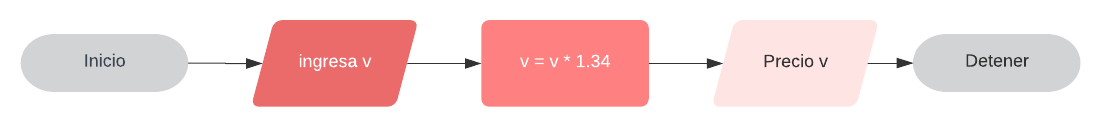 Inicio
ingresa v
v = v * 1.34
Precio v
Detener